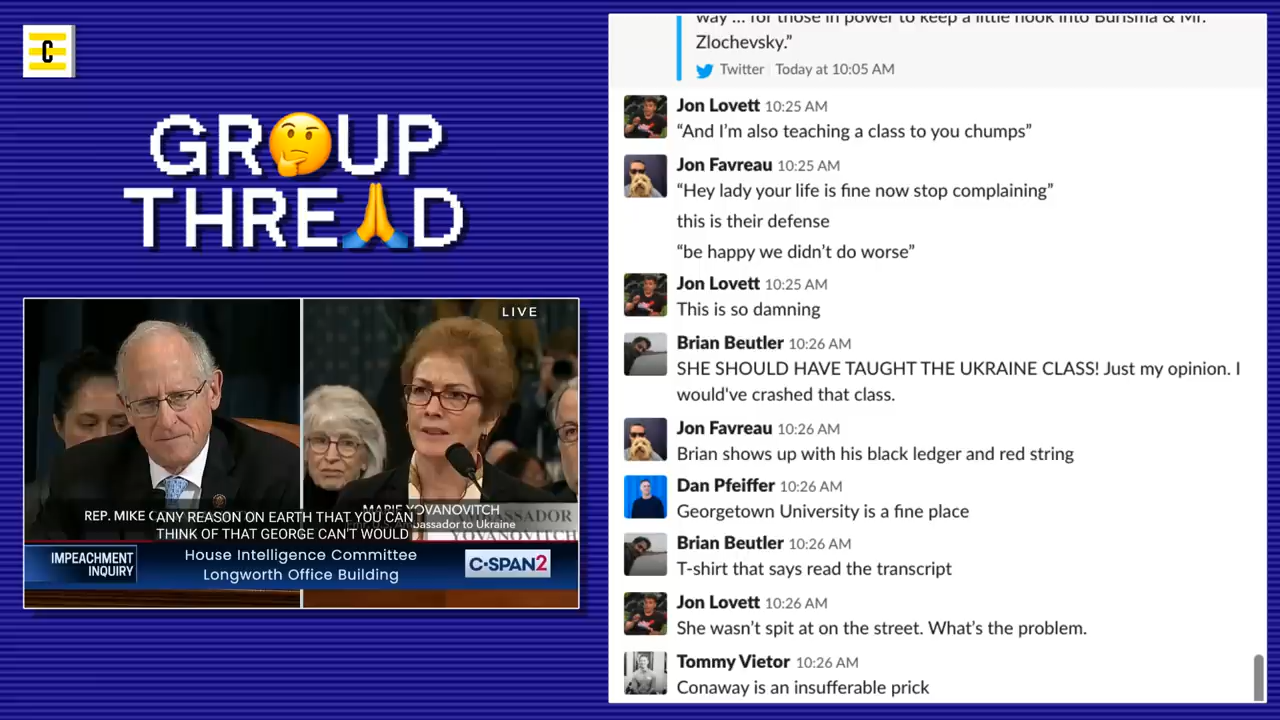 C
GR🤔UP
THRE🙏D
LIVE
REP. MIKE C
ANY REASON ON EARTH THAT YOU CAN
THINK OF THAT GEORGE CAN'T WOULD
MARIE YOVANOVITCH
bassador to Ukraine
IMPEACHMENT
INQUIRY
House Intelligence Committee
Longworth Office Building
C-SPAN2
way ... for those in power to keep a little hook into Burisma & Mr.
Zlochevsky.”
Twitter Today at 10:05 AM
Jon Lovett 10:25 AM
“And I’m also teaching a class to you chumps”
Jon Favreau 10:25 AM
“Hey lady your life is fine now stop complaining”
this is their defense
“be happy we didn’t do worse”
Jon Lovett 10:25 AM
This is so damning
Brian Beutler 10:26 AM
SHE SHOULD HAVE TAUGHT THE UKRAINE CLASS! Just my opinion. I
would've crashed that class.
Jon Favreau 10:26 AM
Brian shows up with his black ledger and red string
Dan Pfeiffer 10:26 AM
Georgetown University is a fine place
Brian Beutler 10:26 AM
T-shirt that says read the transcript
Jon Lovett 10:26 AM
She wasn’t spit at on the street. What’s the problem.
Tommy Vietor 10:26 AM
Conaway is an insufferable prick